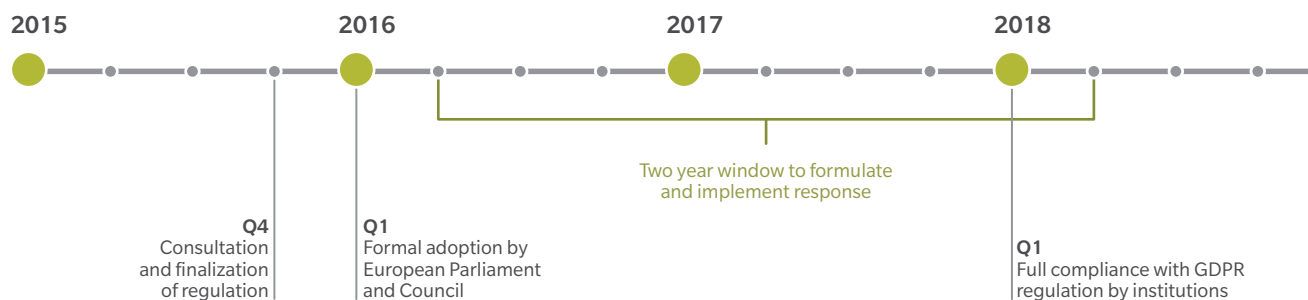 2015
2016
2017
2018
Two year window to formulate
and implement response
Q4
Consultation
and finalization
of regulation
Q1
Formal adoption by
European Parliament
and Council
Q1
Full compliance with GDPR
regulation by institutions